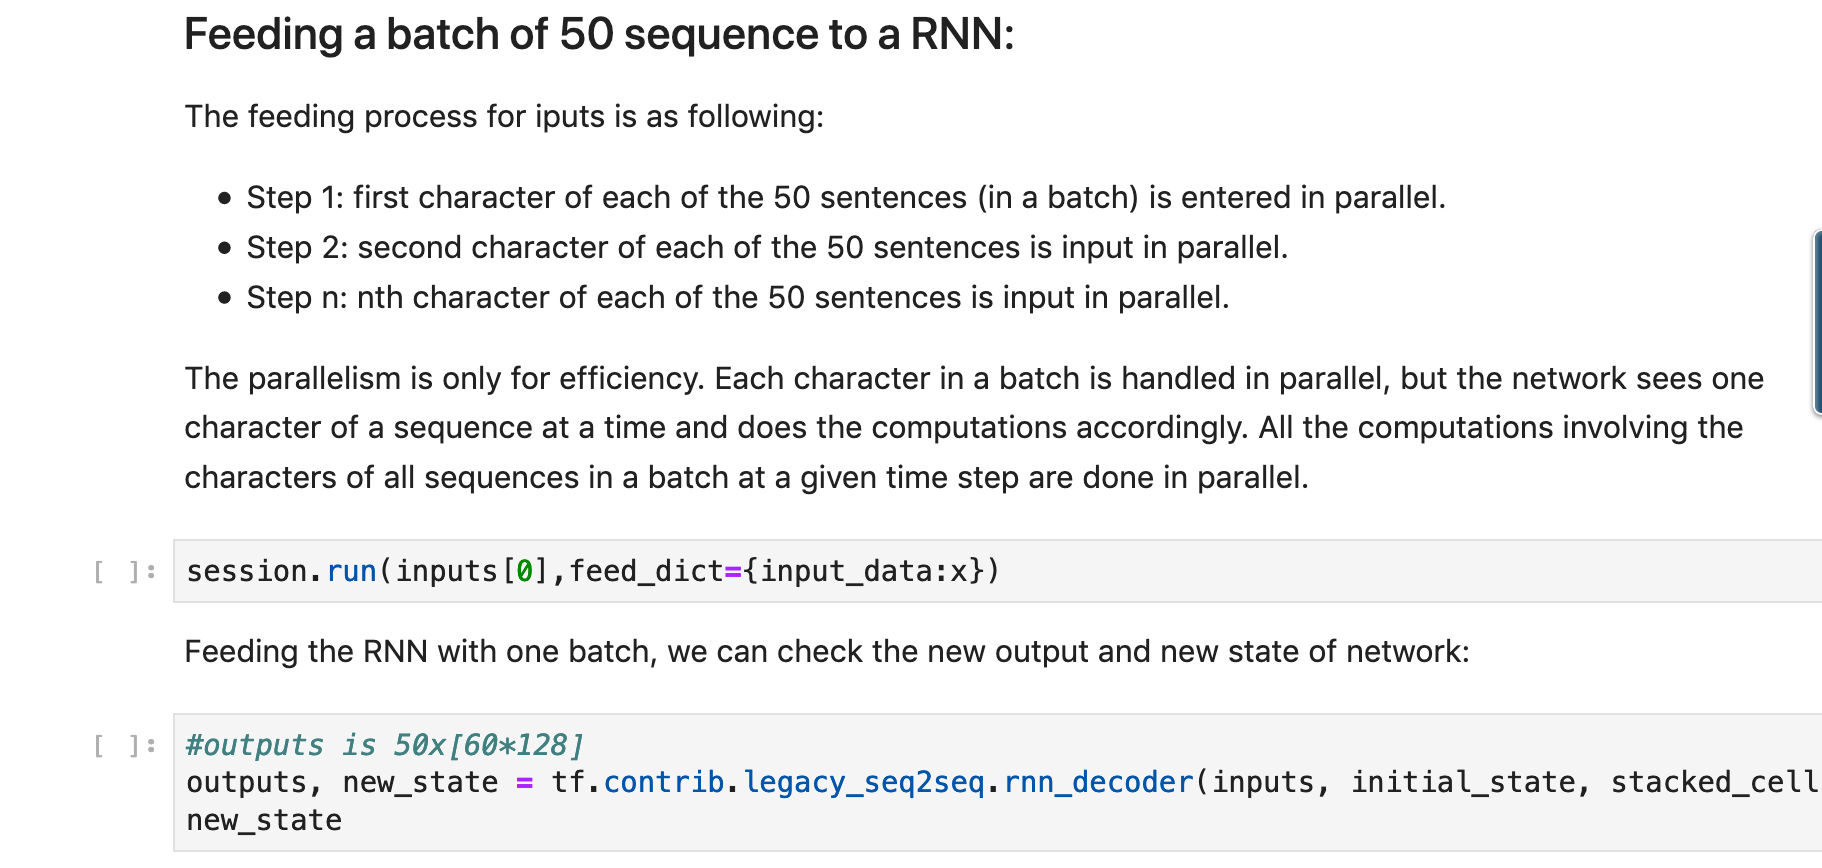 Feeding a batch of 50 sequence to a RNN:
The feeding process for iputs is as following:
• Step 1: first character of each of the 50 sentences (in a batch) is entered in parallel.
• Step 2: second character of each of the 50 sentences is input in parallel.
• Step n: nth character of each of the 50 sentences is input in parallel.
The parallelism is only for efficiency. Each character in a batch is handled in parallel, but the network sees one
character of a sequence at a time and does the computations accordingly. All the computations involving the
characters of all sequences in a batch at a given time step are done in parallel.
[ ]: session.run(inputs[0],feed_dict={input_data:x})
Feeding the RNN with one batch, we can check the new output and new state of network:
[ ]: #outputs is 50x[60*128]
outputs, new_state = tf.contrib.legacy_seq2seq.rnn_decoder(inputs, initial_state, stacked_cell
new_state